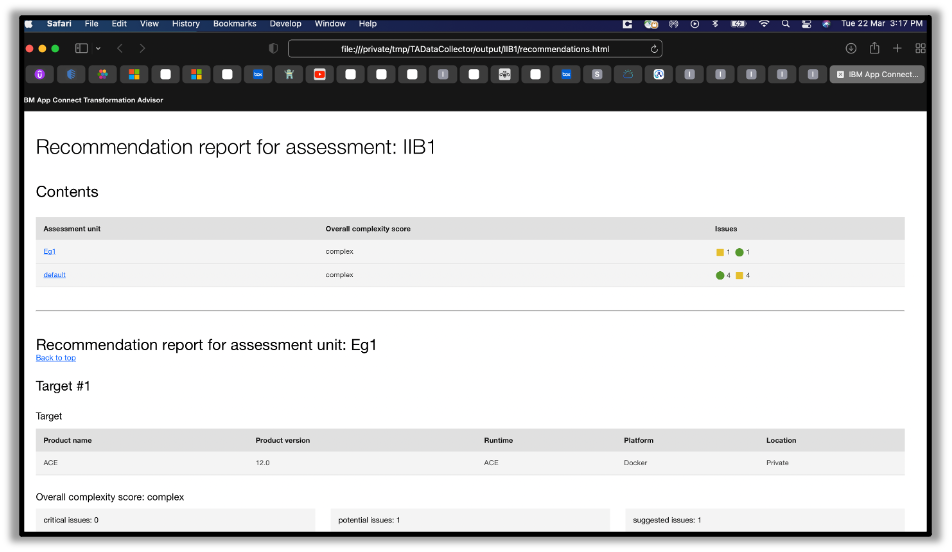 Safari File Edit View History Bookmarks Develop Window Help Tue 22 Mar 3:17 PM
file:///private/tmp/TADataCollector/output/IIB1/recommendations.html
box box S I I I I I I IBM App Connect...
BM App Connect Transformation Advisor
Recommendation report for assessment: IIB1
Contents
Assessment unit Overall complexity score Issues
Eg1 complex 1 1
default complex 4 4
Recommendation report for assessment unit: Eg1
Back to top
Target #1
Target
Product name Product version Runtime Platform Location
ACE 12.0 ACE Docker Private
Overall complexity score: complex
critical issues: 0 potential issues: 1 suggested issues: 1